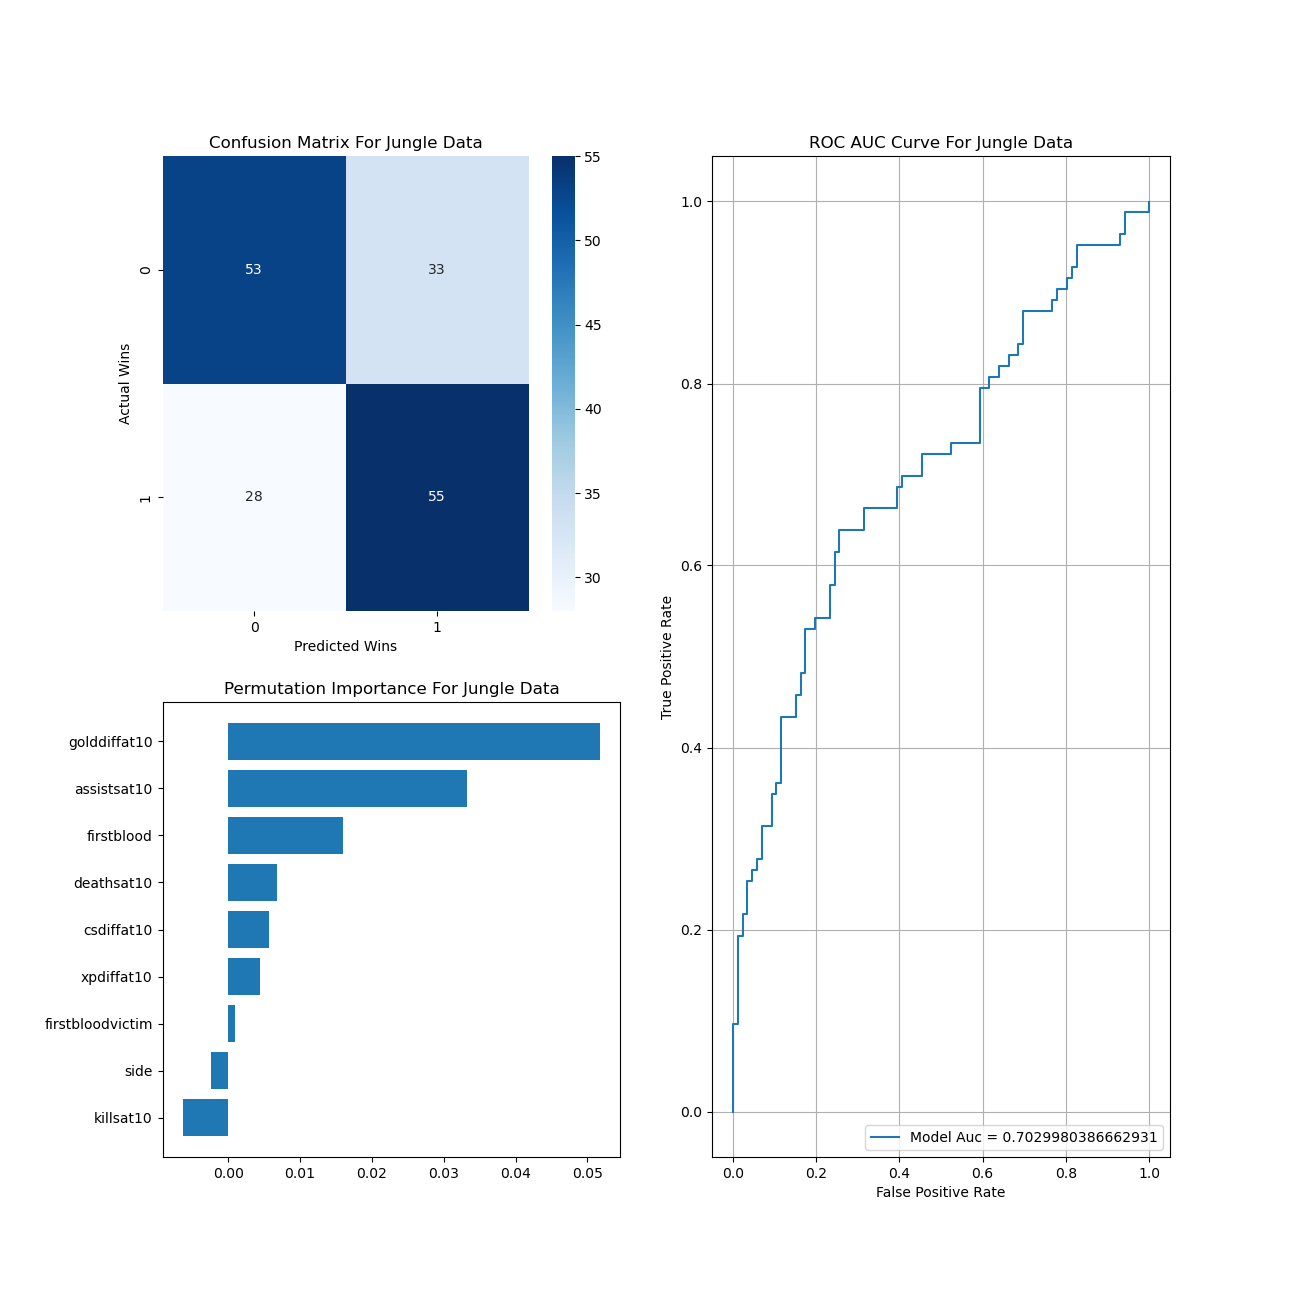 Confusion Matrix For Jungle Data
Actual Wins
0
1
53
33
28
55
0
1
Predicted Wins
55
50
45
40
35
30
Permutation Importance For Jungle Data
golddiffat10
assistsat10
firstblood
deathsat10
csdiffat10
xpdiffat10
firstbloodvictim
side
killsat10
0.00
0.01
0.02
0.03
0.04
0.05
ROC AUC Curve For Jungle Data
True Positive Rate
1.0
0.8
0.6
0.4
0.2
0.0
Model Auc = 0.7029980386662931
0.0
0.2
0.4
0.6
0.8
1.0
False Positive Rate